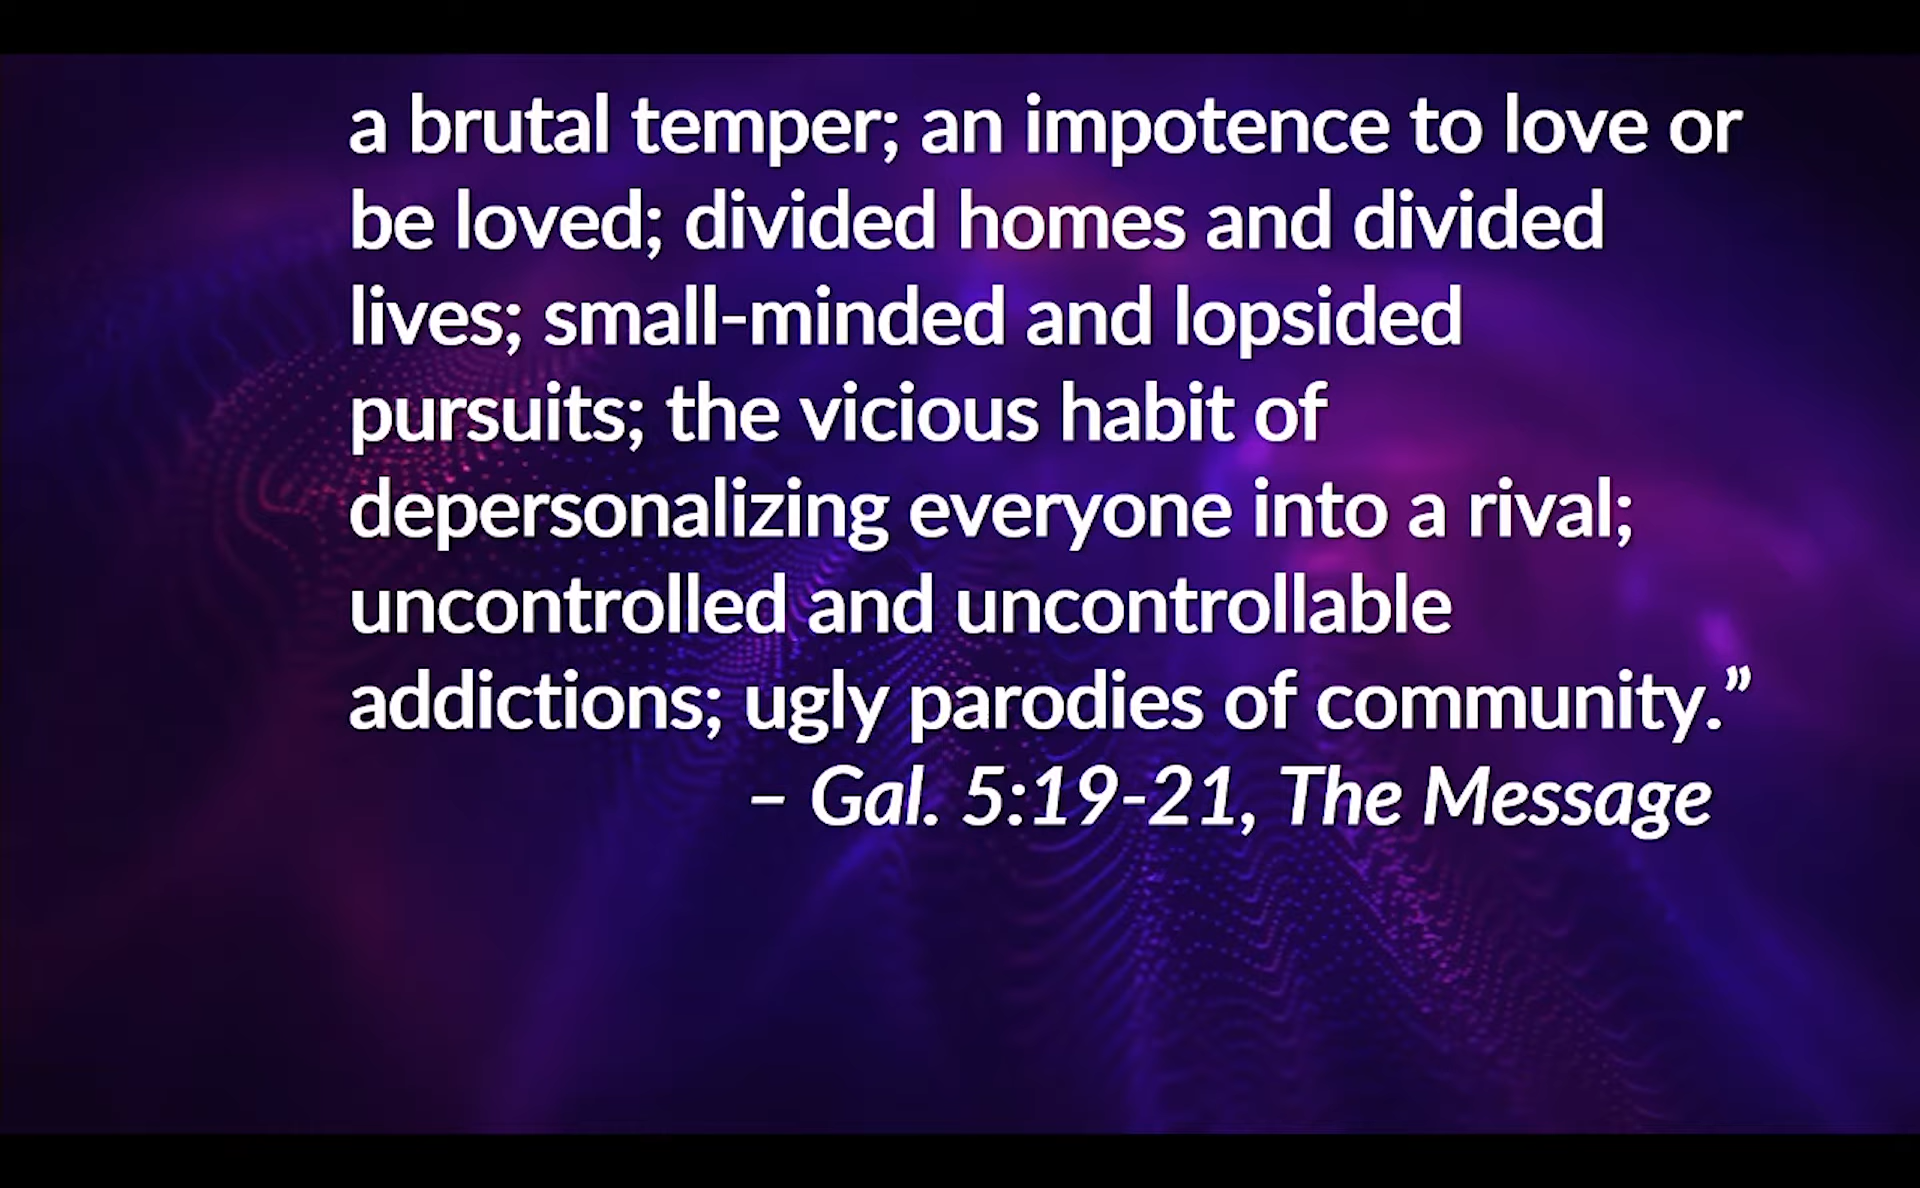 a brutal temper; an impotence to love or
be loved; divided homes and divided
lives; small-minded and lopsided
pursuits; the vicious habit of
depersonalizing everyone into a rival;
uncontrolled and uncontrollable
addictions; ugly parodies of community.”
– Gal. 5:19-21, The Message